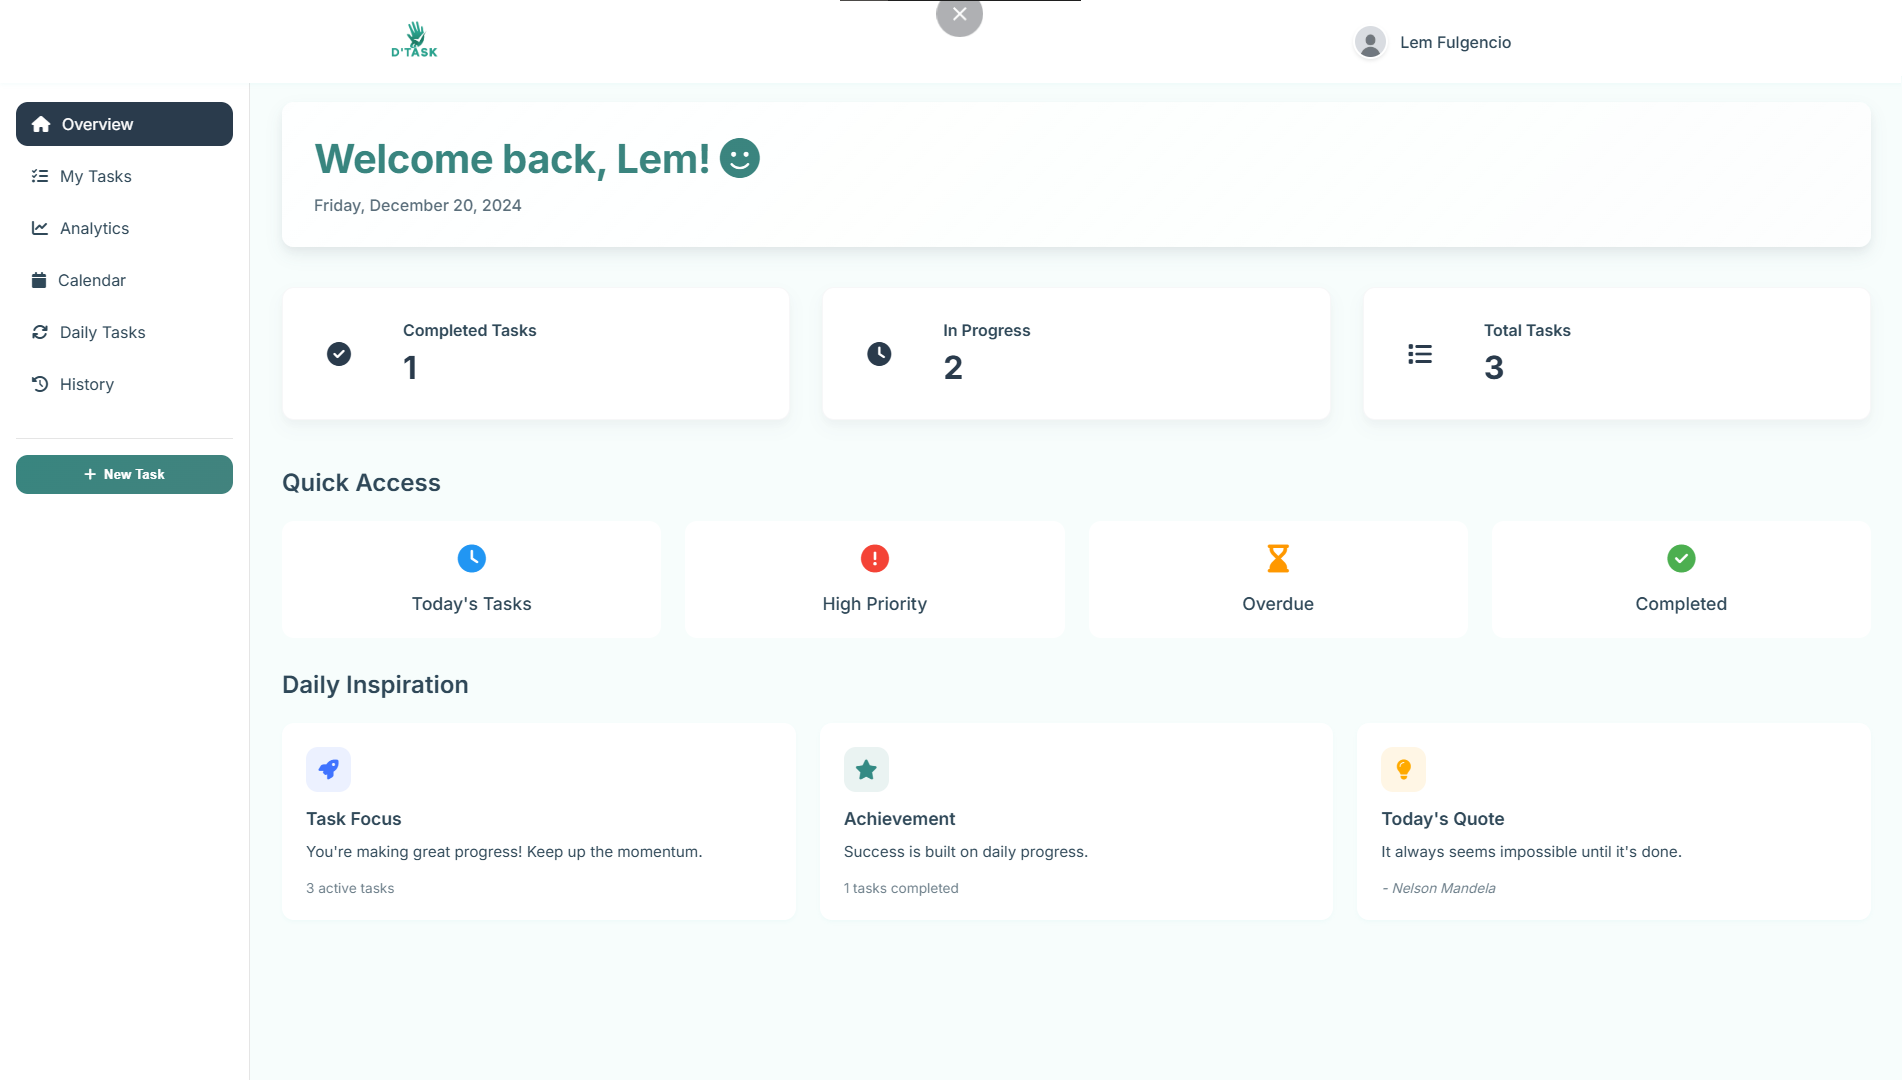 D'TASK
Lem Fulgencio
Overview
My Tasks
Analytics
Calendar
Daily Tasks
History
New Task
Welcome back, Lem!
Friday, December 20, 2024
Completed Tasks
1
In Progress
2
Total Tasks
3
Quick Access
Today's Tasks
High Priority
Overdue
Completed
Daily Inspiration
Task Focus
You're making great progress! Keep up the momentum.
3 active tasks
Achievement
Success is built on daily progress.
1 tasks completed
Today's Quote
It always seems impossible until it's done.
- Nelson Mandela